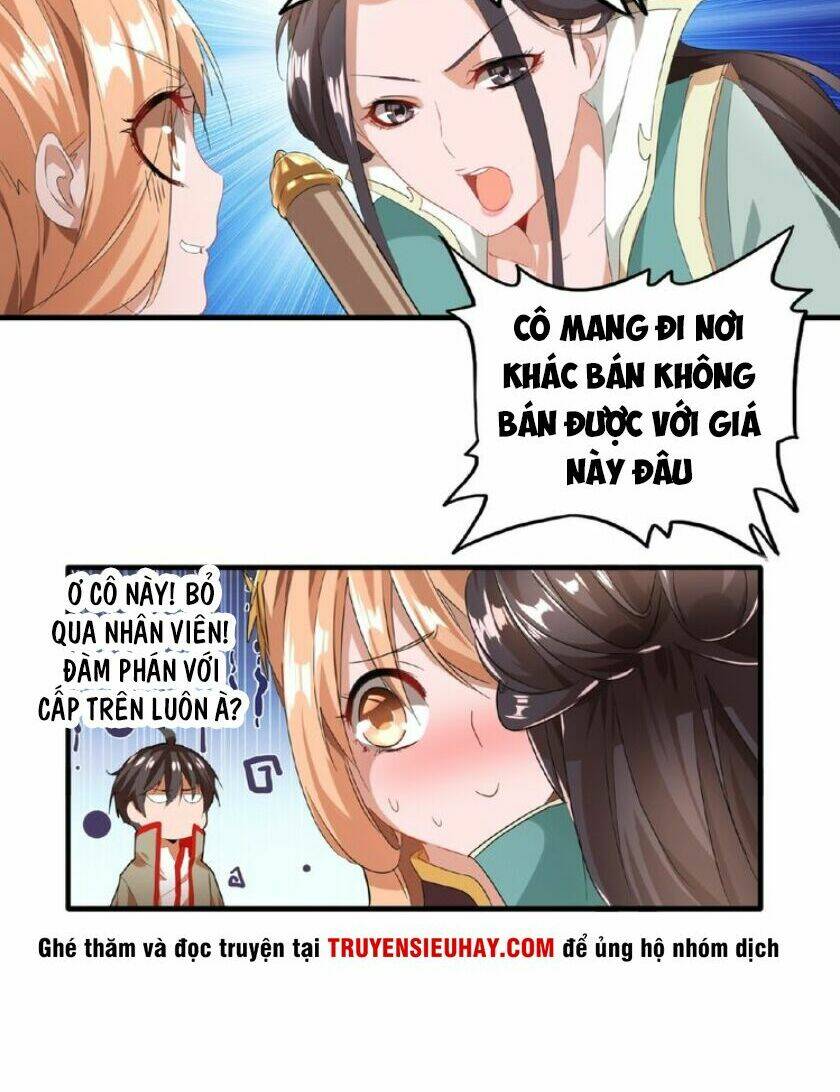 CÔ MANG ĐI NƠI
KHÁC BÁN KHÔNG
BÁN ĐƯỢC VỚI GIÁ
NÀY ĐÂU
Ơ CÔ NÀY! BỎ
QUA NHÂN VIÊN!
ĐÀM PHÁN VỚI
CẤP TRÊN LUÔN À?
Ghé thăm và đọc truyện tại TRUYENSIEUHAY.COM để ủng hộ nhóm dịch